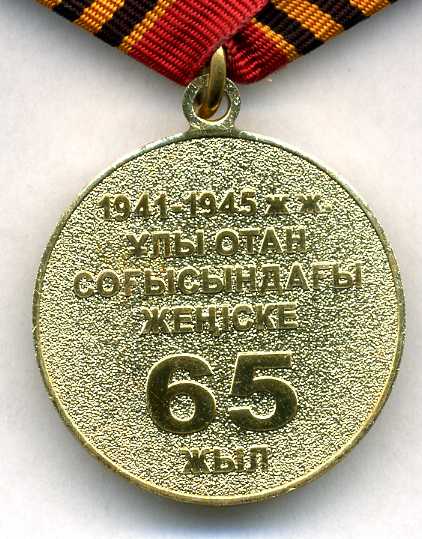 1941-1945 ж ж.
ҰЛЫ ОТАН
СОҒЫСЫНДАҒЫ
ЖЕҢІСКЕ
65
ЖЫЛ